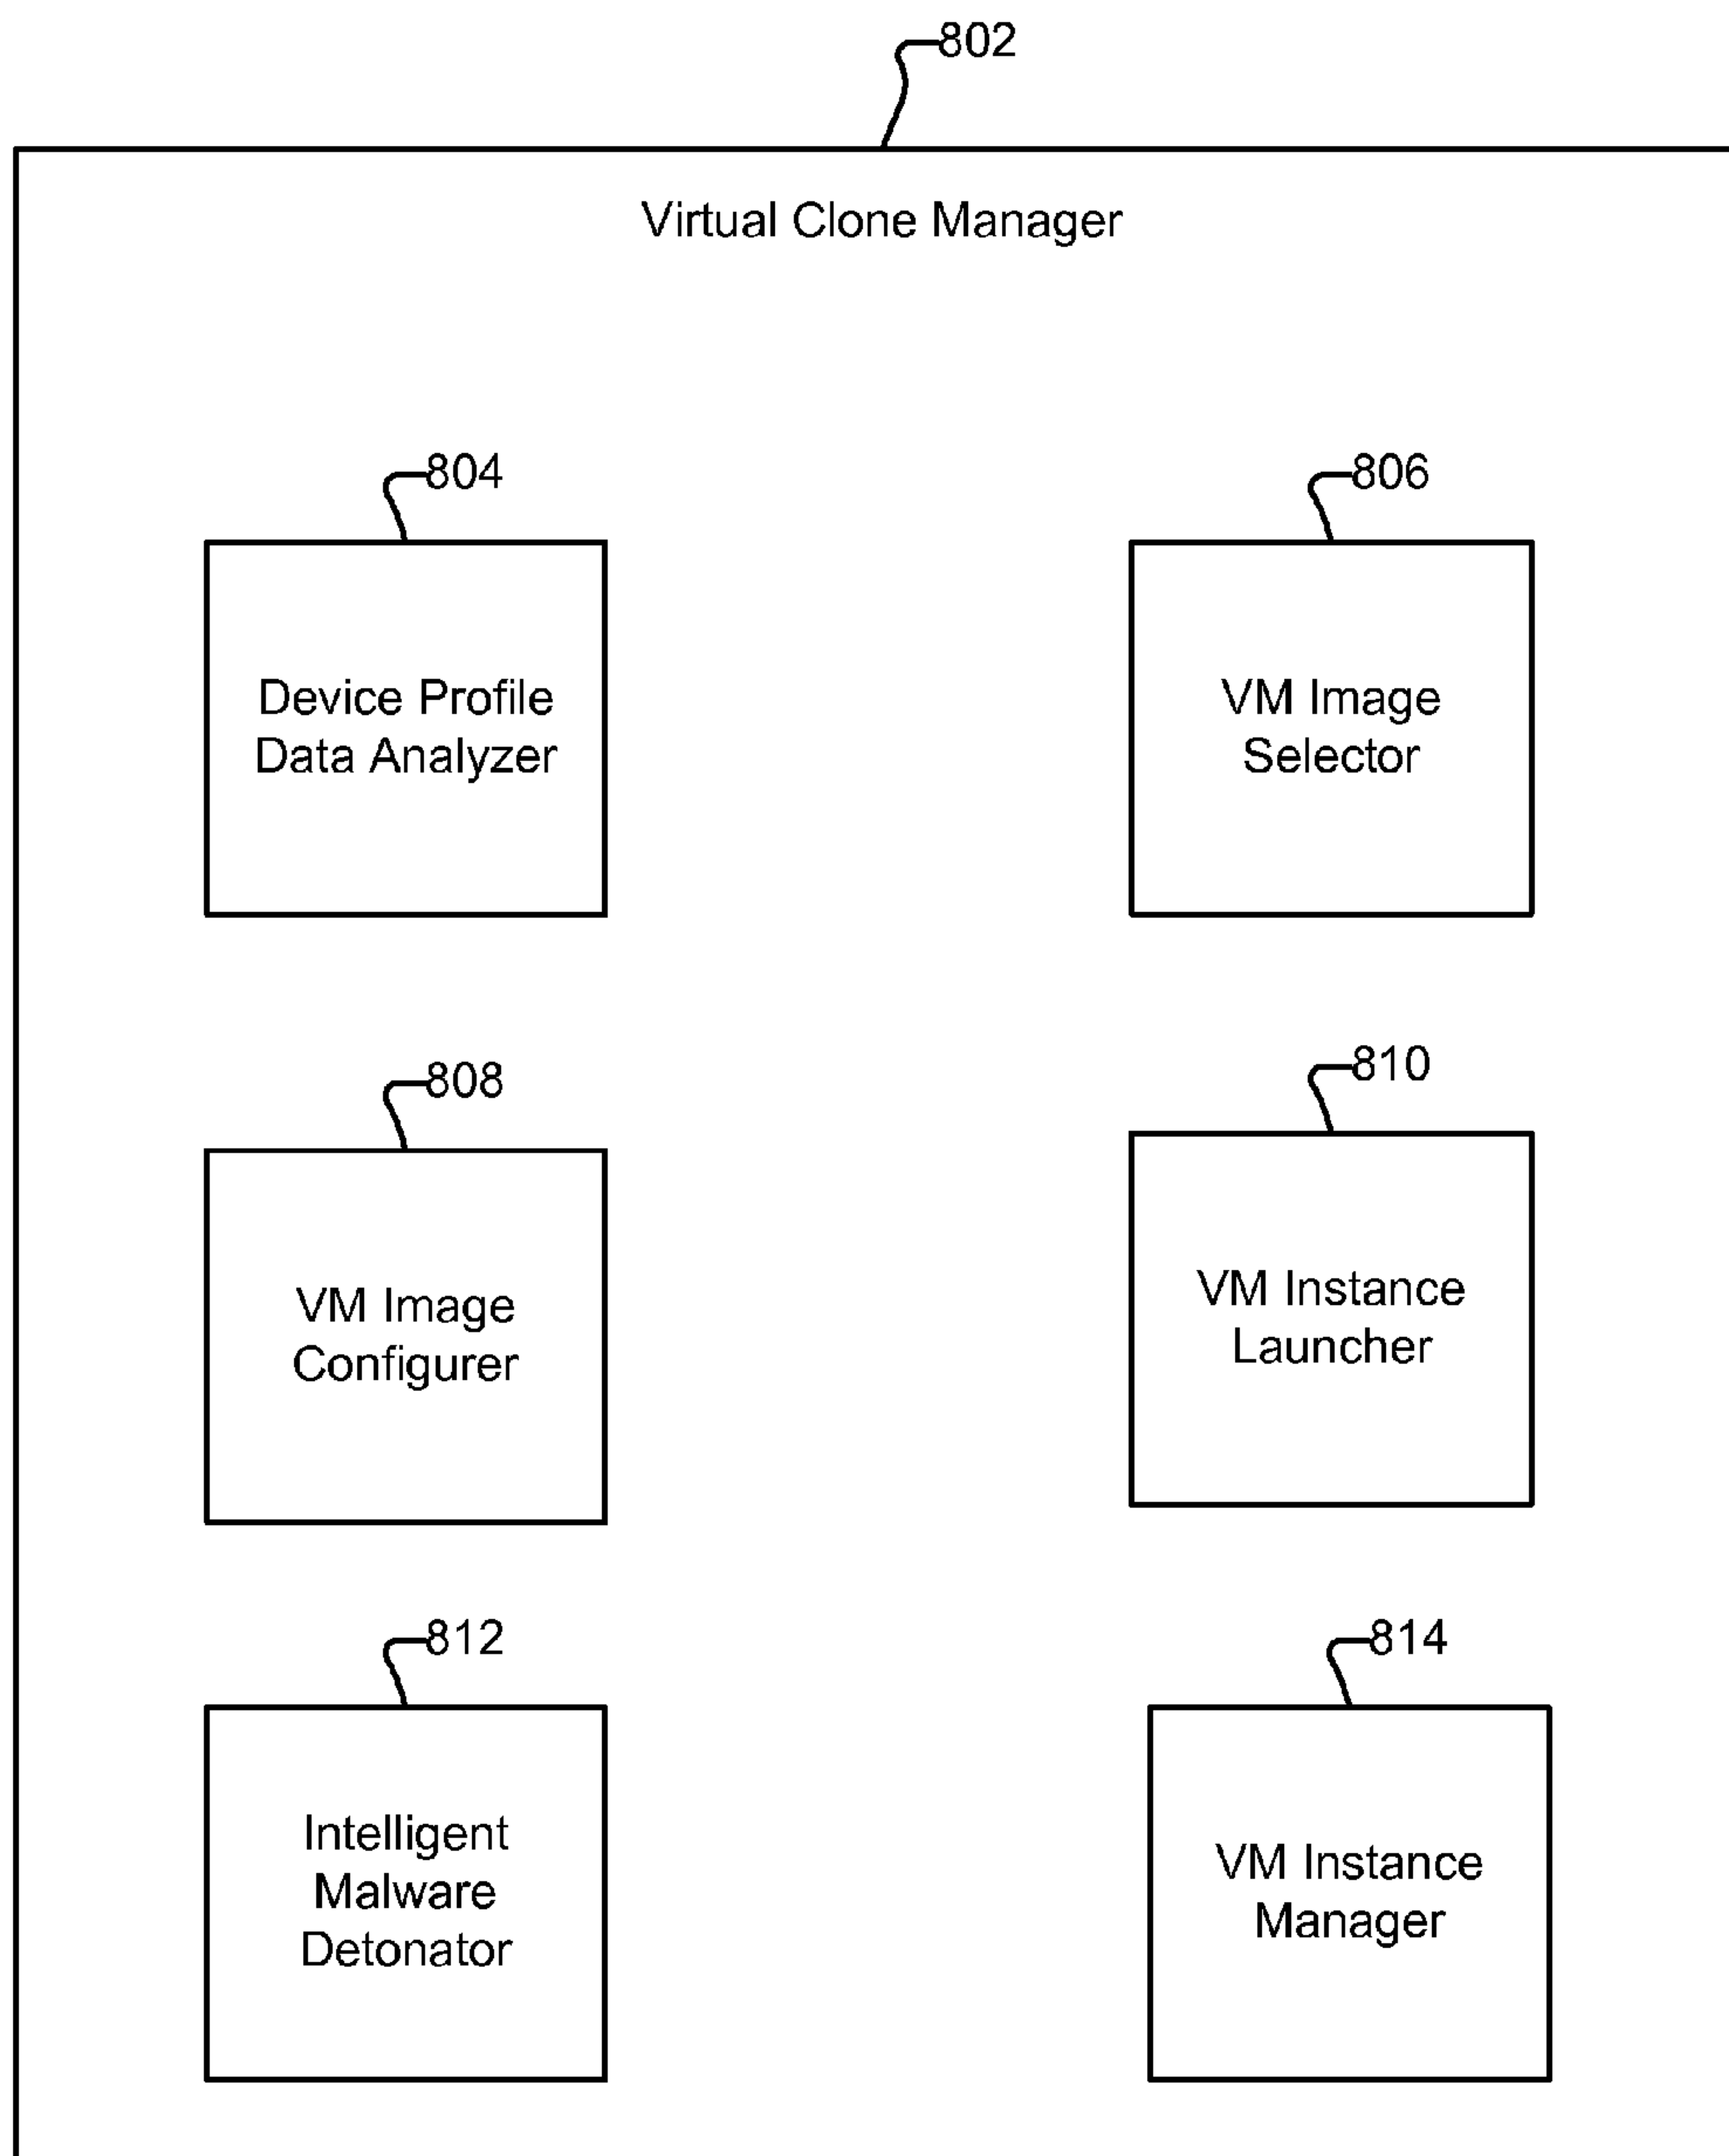 802
Virtual Clone Manager
804
Device Profile
Data Analyzer
806
VM Image
Selector
808
VM Image
Configurer
810
VM Instance
Launcher
812
Intelligent
Malware
Detonator
814
VM Instance
Manager